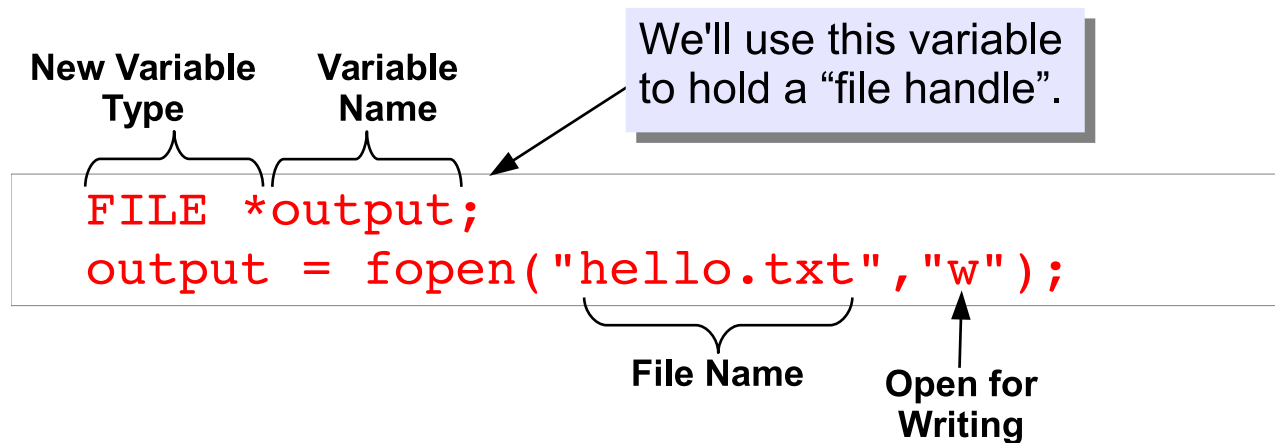 We'll use this variable
to hold a “file handle”.
New Variable
Type
Variable
Name
FILE *output;
output = fopen("hello.txt","w");
File Name
Open for
Writing